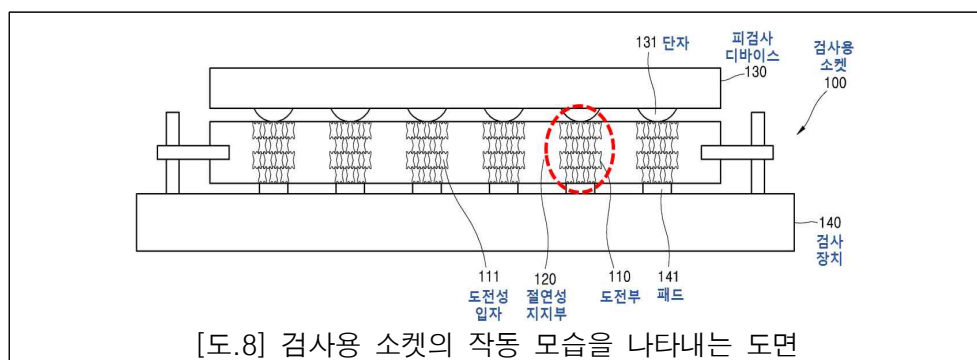 131 단자
피검사
디바이스
130
검사용
소켓
100
111
도전성
입자
120
절연성
지지부
110
도전부
141
패드
140
검사
장치
[도.8] 검사용 소켓의 작동 모습을 나타내는 도면